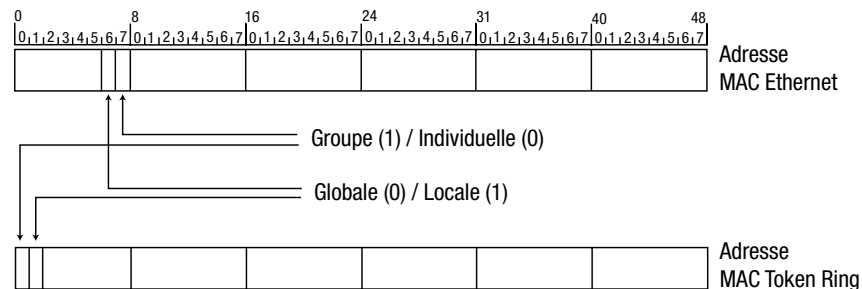 0 8 16 24 31 40 48
0 1 2 3 4 5 6 7 0 1 2 3 4 5 6 7 0 1 2 3 4 5 6 7 0 1 2 3 4 5 6 7 0 1 2 3 4 5 6 7 0 1 2 3 4 5 6 7
Adresse
MAC Ethernet
Groupe (1) / Individuelle (0)
Globale (0) / Locale (1)
Adresse
MAC Token Ring